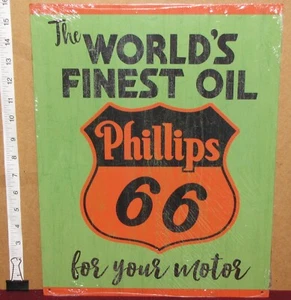 The
WORLD'S
FINEST OIL
Phillips
66
for your motor